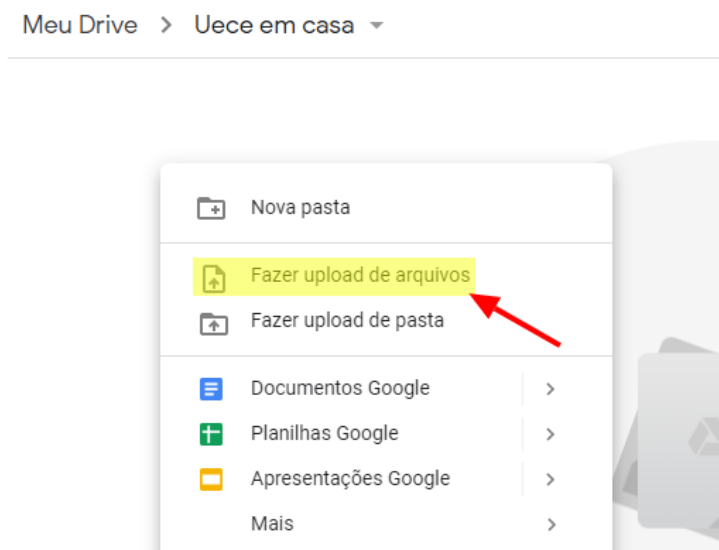 Meu Drive > Uece em casa
Nova pasta
Fazer upload de arquivos
Fazer upload de pasta
Documentos Google
Planilhas Google
Apresentações Google
Mais